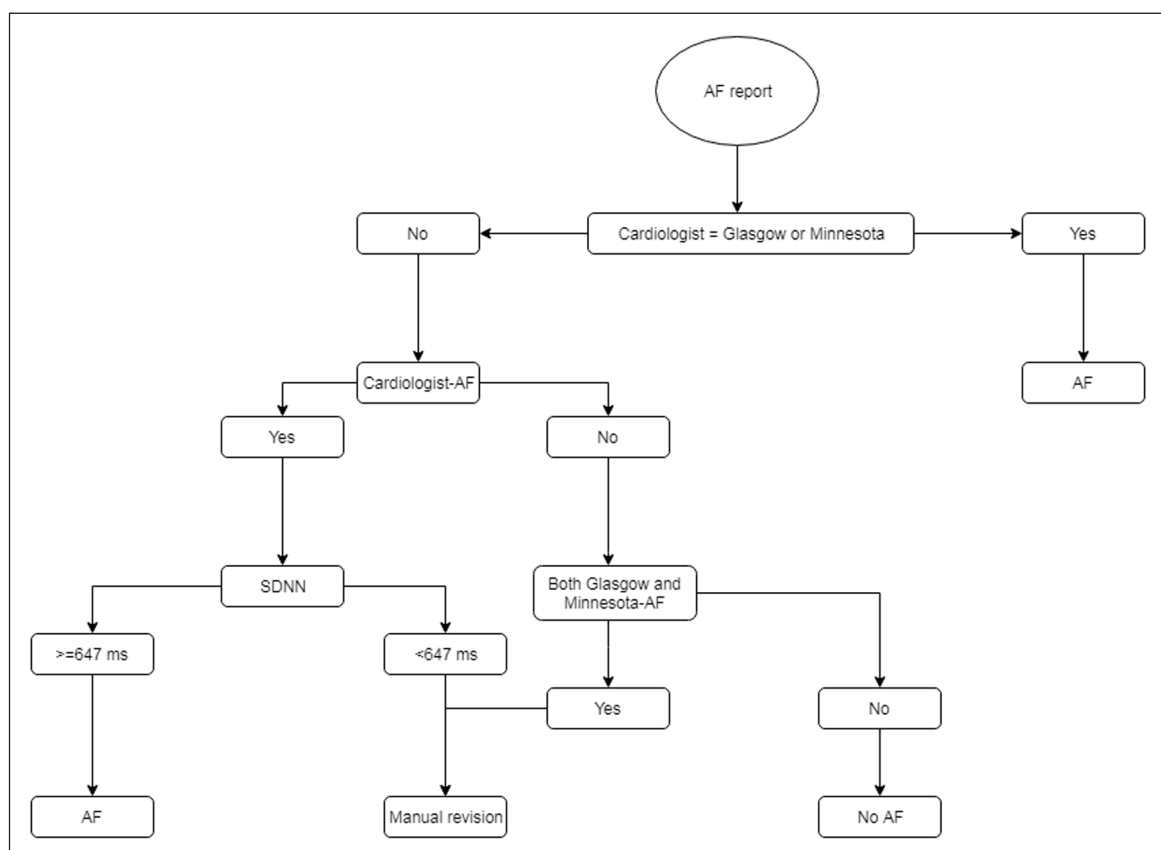 AF report
No
Cardiologist = Glasgow or Minnesota
Yes
Cardiologist-AF
AF
Yes
No
SDNN
Both Glasgow and
Minnesota-AF
>=647 ms
<647 ms
Yes
No
AF
Manual revision
No AF